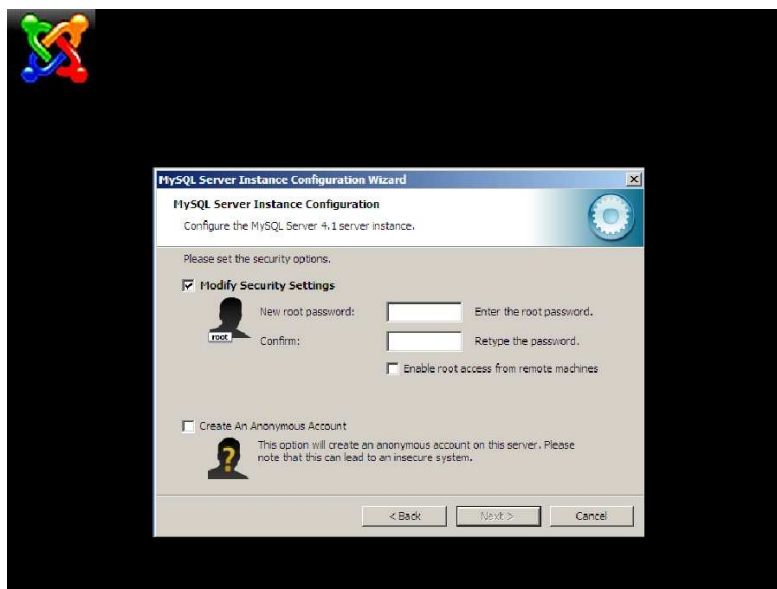 MySQL Server Instance Configuration Wizard
MySQL Server Instance Configuration
Configure the MySQL Server 4.1 server instance.
Please set the security options.
Modify Security Settings
New root password:
Enter the root password.
root
Confirm:
Retype the password.
Enable root access from remote machines
Create An Anonymous Account
This option will create an anonymous account on this server. Please
note that this can lead to an insecure system.
< Back
Next >
Cancel